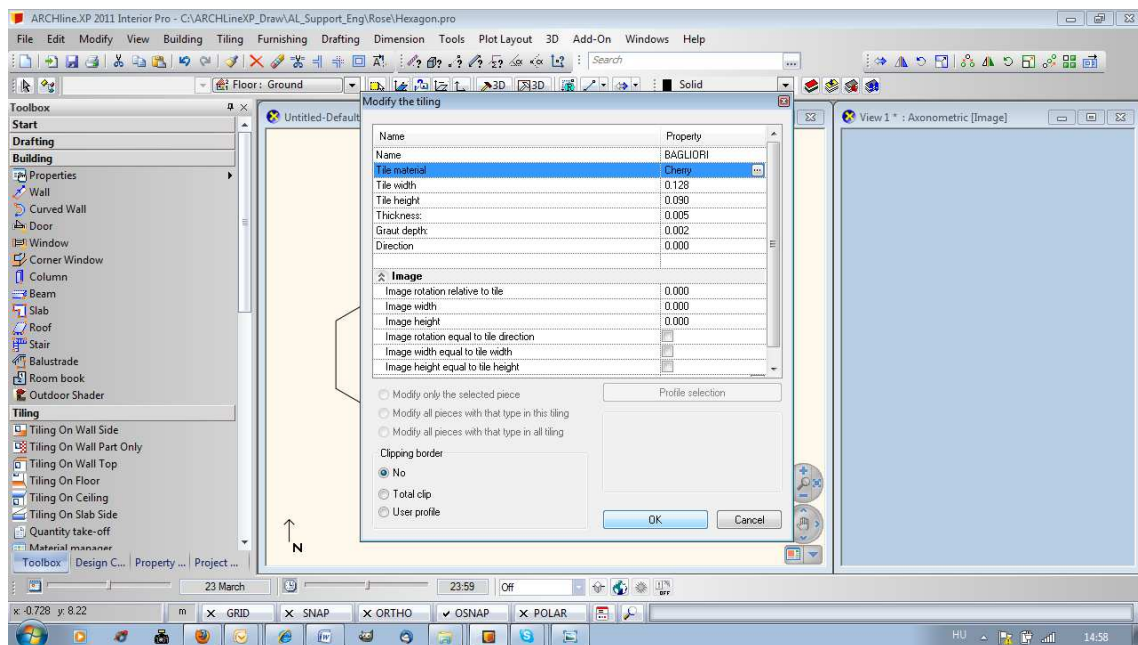 ARCHline.XP 2011 Interior Pro - C:\ARCHLineXP_Draw\AL_Support_Eng\Rose\Hexagon.pro
File Edit Modify View Building Tiling Furnishing Drafting Dimension Tools Plot Layout 3D Add-On Windows Help
Search
Floor: Ground
3D
3D
Solid
Toolbox
Start
Drafting
Building
Properties
Wall
Curved Wall
Door
Window
Corner Window
Column
Beam
Slab
Roof
Stair
Balustrade
Room book
Outdoor Shader
Tiling
Tiling On Wall Side
Tiling On Wall Part Only
Tiling On Wall Top
Tiling On Floor
Tiling On Ceiling
Tiling On Slab Side
Quantity take-off
Material manager
Toolbox Design C... Property ... Project ...
Untitled-Default
N
Modify the tiling
Name Property
Name BAGLIORI
Tile material Cherry ...
Tile width 0.128
Tile height 0.090
Thickness: 0.005
Graut depth: 0.002
Direction 0.000
Image
Image rotation relative to tile 0.000
Image width 0.000
Image height 0.000
Image rotation equal to tile direction
Image width equal to tile width
Image height equal to tile height
Modify only the selected piece
Modify all pieces with that type in this tiling
Modify all pieces with that type in all tiling
Profile selection
Clipping border
No
Total clip
User profile
OK Cancel
View 1 * : Axonometric [Image]
23 March 23:59 Off
OFF
x: -0.728 y: 8.22 m X GRID X SNAP X ORTHO ✓ OSNAP X POLAR
HU 14:58